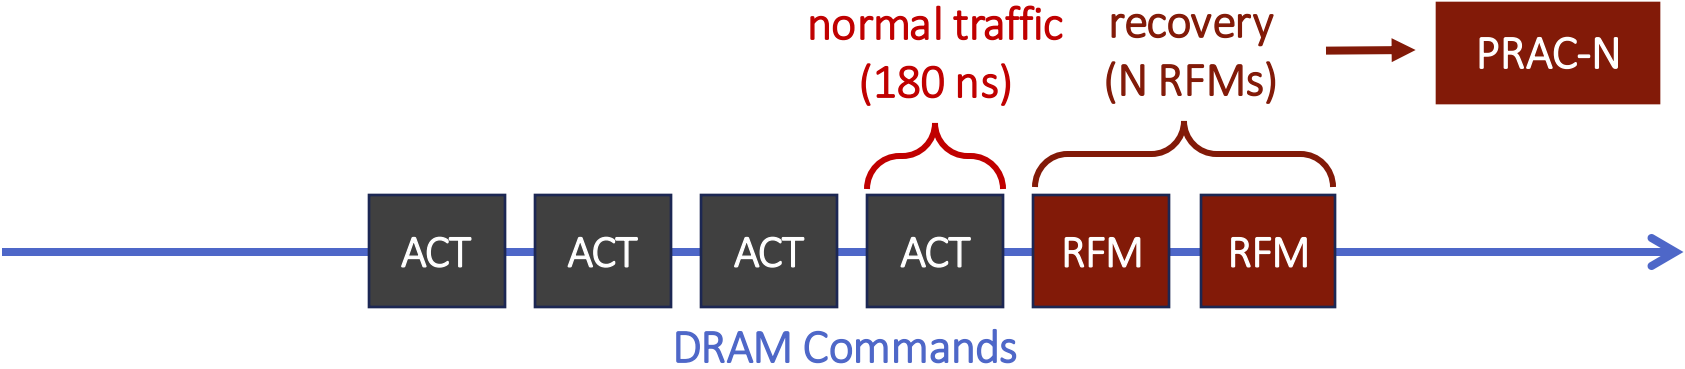 normal traffic
(180 ns)
recovery
(N RFMs)
PRAC-N
ACT
ACT
ACT
ACT
RFM
RFM
DRAM Commands